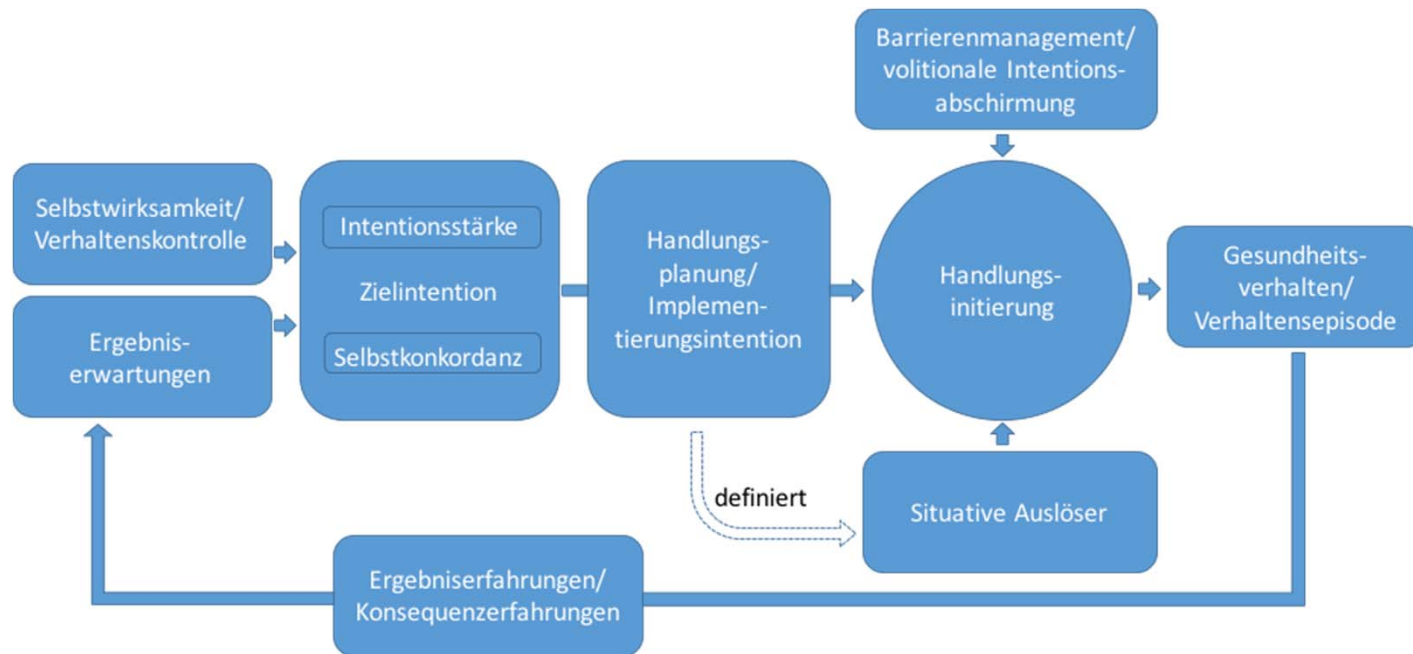 Barrierenmanagement/
volitionale Intentions-
abschirmung
Selbstwirksamkeit/
Verhaltenskontrolle
Ergebnis-
erwartungen
Intentionsstärke
Zielintention
Selbstkonkordanz
Handlungs-
planung/
Implemen-
tierungsintention
Handlungs-
initierung
Gesundheits-
verhalten/
Verhaltensepisode
definiert
Situative Auslöser
Ergebniserfahrungen/
Konsequenzerfahrungen